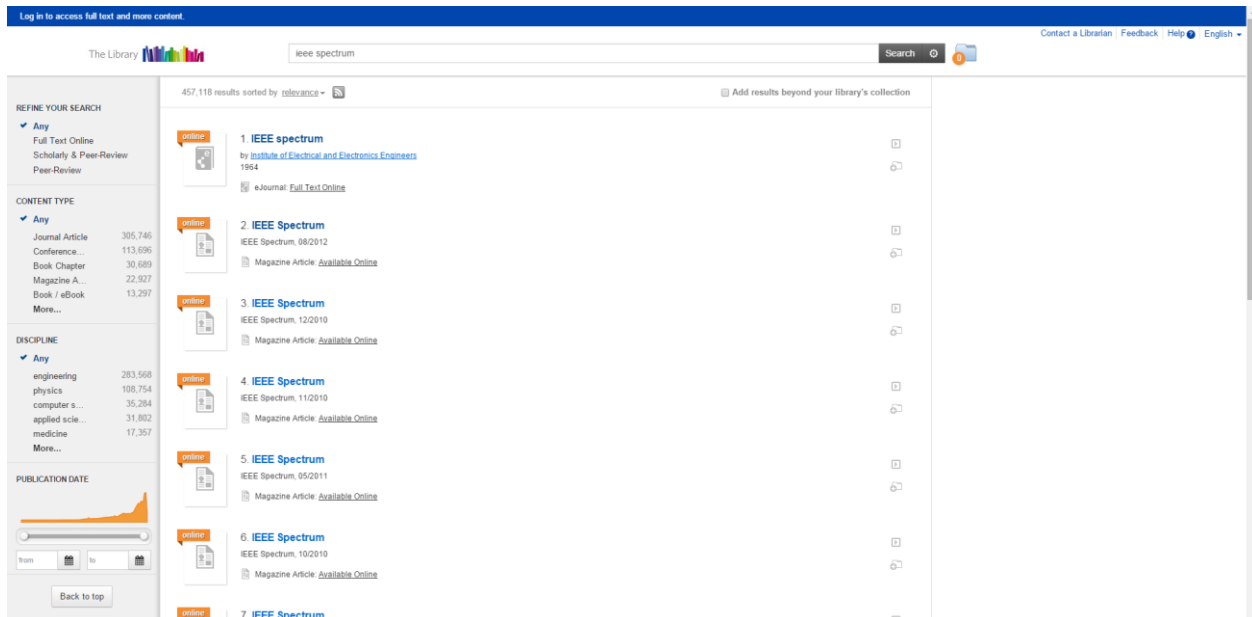 Log in to access full text and more content.
Contact a Librarian Feedback Help ? English
The Library
ieee spectrum
Search
0
457,118 results sorted by relevance
Add results beyond your library's collection
REFINE YOUR SEARCH
Any
Full Text Online
Scholarly & Peer-Review
Peer-Review
CONTENT TYPE
Any
Journal Article 305,746
Conference... 113,696
Book Chapter 30,689
Magazine A... 22,927
Book / eBook 13,297
More...
DISCIPLINE
Any
engineering 283,568
physics 108,754
computer s... 35,284
applied scie... 31,802
medicine 17,357
More...
PUBLICATION DATE
from
to
Back to top
online
1. IEEE spectrum
by Institute of Electrical and Electronics Engineers
1964
eJournal: Full Text Online
online
2. IEEE Spectrum
IEEE Spectrum, 08/2012
Magazine Article: Available Online
online
3. IEEE Spectrum
IEEE Spectrum, 12/2010
Magazine Article: Available Online
online
4. IEEE Spectrum
IEEE Spectrum, 11/2010
Magazine Article: Available Online
online
5. IEEE Spectrum
IEEE Spectrum, 05/2011
Magazine Article: Available Online
online
6. IEEE Spectrum
IEEE Spectrum, 10/2010
Magazine Article: Available Online
online
7. IEEE Spectrum